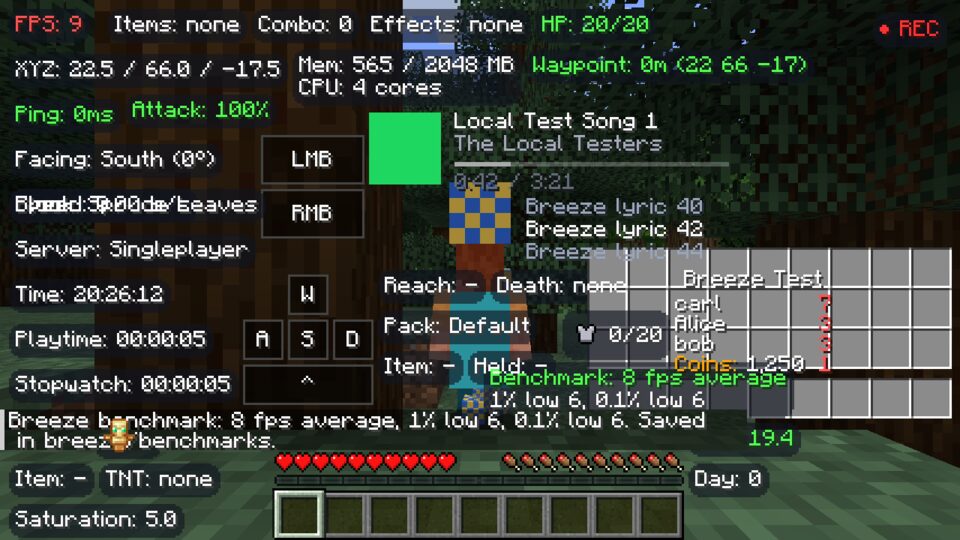 FPS: 9 Items: none Combo: 0 Effects: none HP: 20/20 REC
XYZ: 22.5 / 66.0 / -17.5 Mem: 565 / 2048 MB Waypoint: 0m (22 66 -17)
CPU: 4 cores
Ping: 0ms Attack: 100%
Local Test Song 1
The Local Testers
0:42 / 3:21
Facing: South (0°) LMB
RMB
Breeze lyric 40
Breeze lyric 42
Breeze lyric 44
Server: Singleplayer
Time: 20:26:12 W
Reach: - Death: none
Breeze Test
carl 7
Alice 3
bob 3
Coins: 1,250 1
Playtime: 00:00:05 A S D
Pack: Default
0/20
Item: - Held: -
Stopwatch: 00:00:05 ^
Benchmark: 8 fps average
1% low 6, 0.1% low 6
Breeze benchmark: 8 fps average, 1% low 6, 0.1% low 6. Saved
in breeze benchmarks.
19.4
Item: - TNT: none Day: 0
Saturation: 5.0